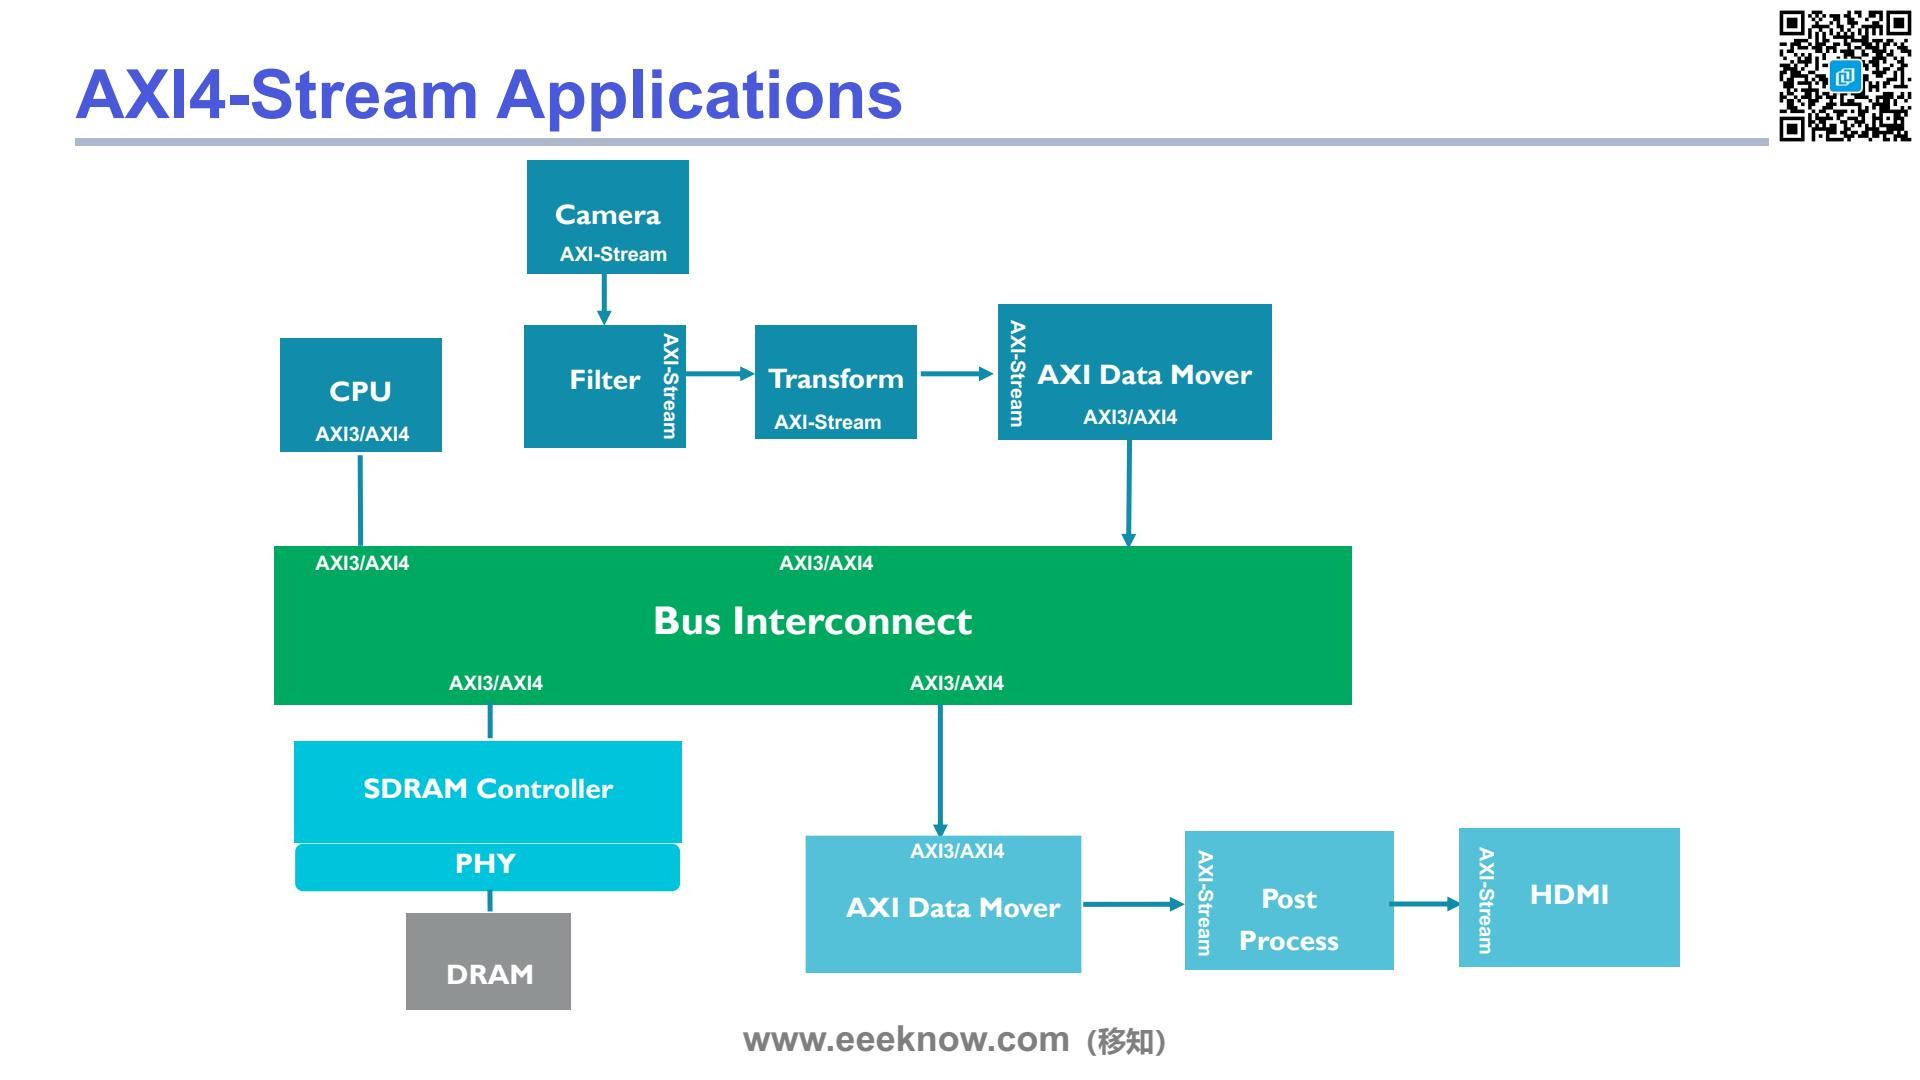 AXI4-Stream Applications
Camera
AXI-Stream
CPU
AXI3/AXI4
Filter
AXI-Stream
Transform
AXI-Stream
AXI-Stream
AXI Data Mover
AXI3/AXI4
AXI3/AXI4
AXI3/AXI4
Bus Interconnect
AXI3/AXI4
AXI3/AXI4
SDRAM Controller
PHY
DRAM
AXI3/AXI4
AXI Data Mover
AXI-Stream
Post
Process
AXI-Stream
HDMI
www.eeeknow.com (移知)